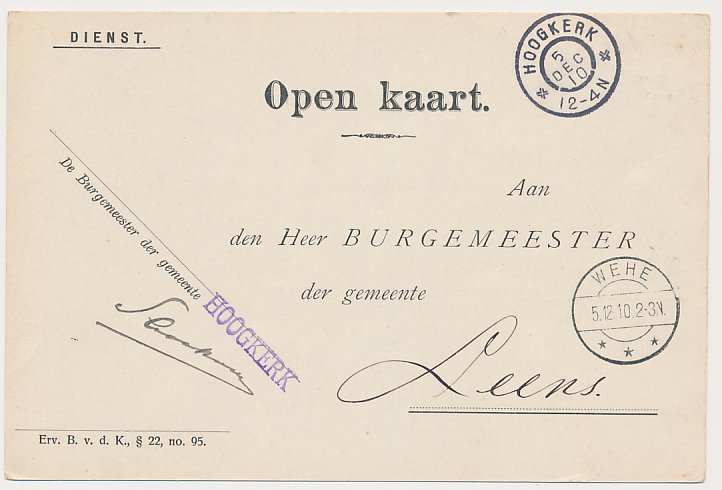 DIENST.
HOOGKERK
5
DEC
10
12-4N
Open kaart.
De Burgemeester der gemeente
HOOGKERK
Aan
den Heer BURGEMEESTER
der gemeente
Leens.
WEHE
5.12.10.2-3N.
Erv. B. v. d. K., § 22, no. 95.